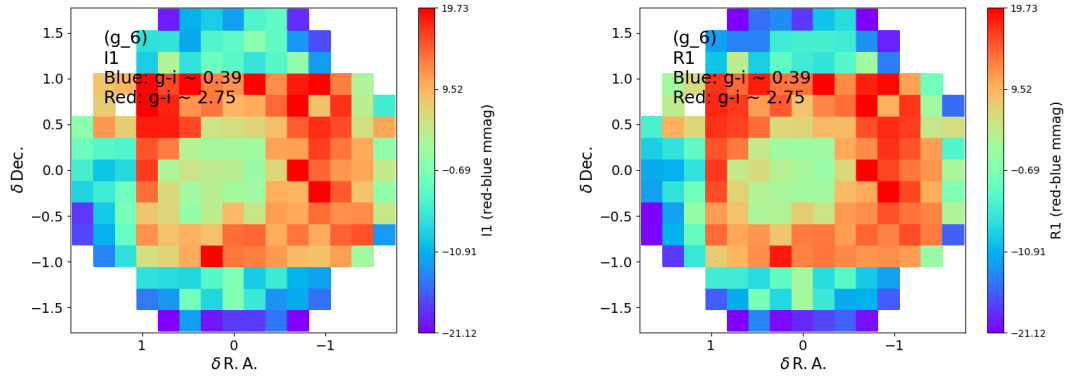 (g_6)
I1
Blue: g-i ~ 0.39
Red: g-i ~ 2.75
1.5
1.0
0.5
0.0
−0.5
−1.0
−1.5
δ Dec.
1
0
−1
δ R. A.
19.73
9.52
−0.69
−10.91
−21.12
I1 (red-blue mmag)
(g_6)
R1
Blue: g-i ~ 0.39
Red: g-i ~ 2.75
1.5
1.0
0.5
0.0
−0.5
−1.0
−1.5
δ Dec.
1
0
−1
δ R. A.
19.73
9.52
−0.69
−10.91
−21.12
R1 (red-blue mmag)